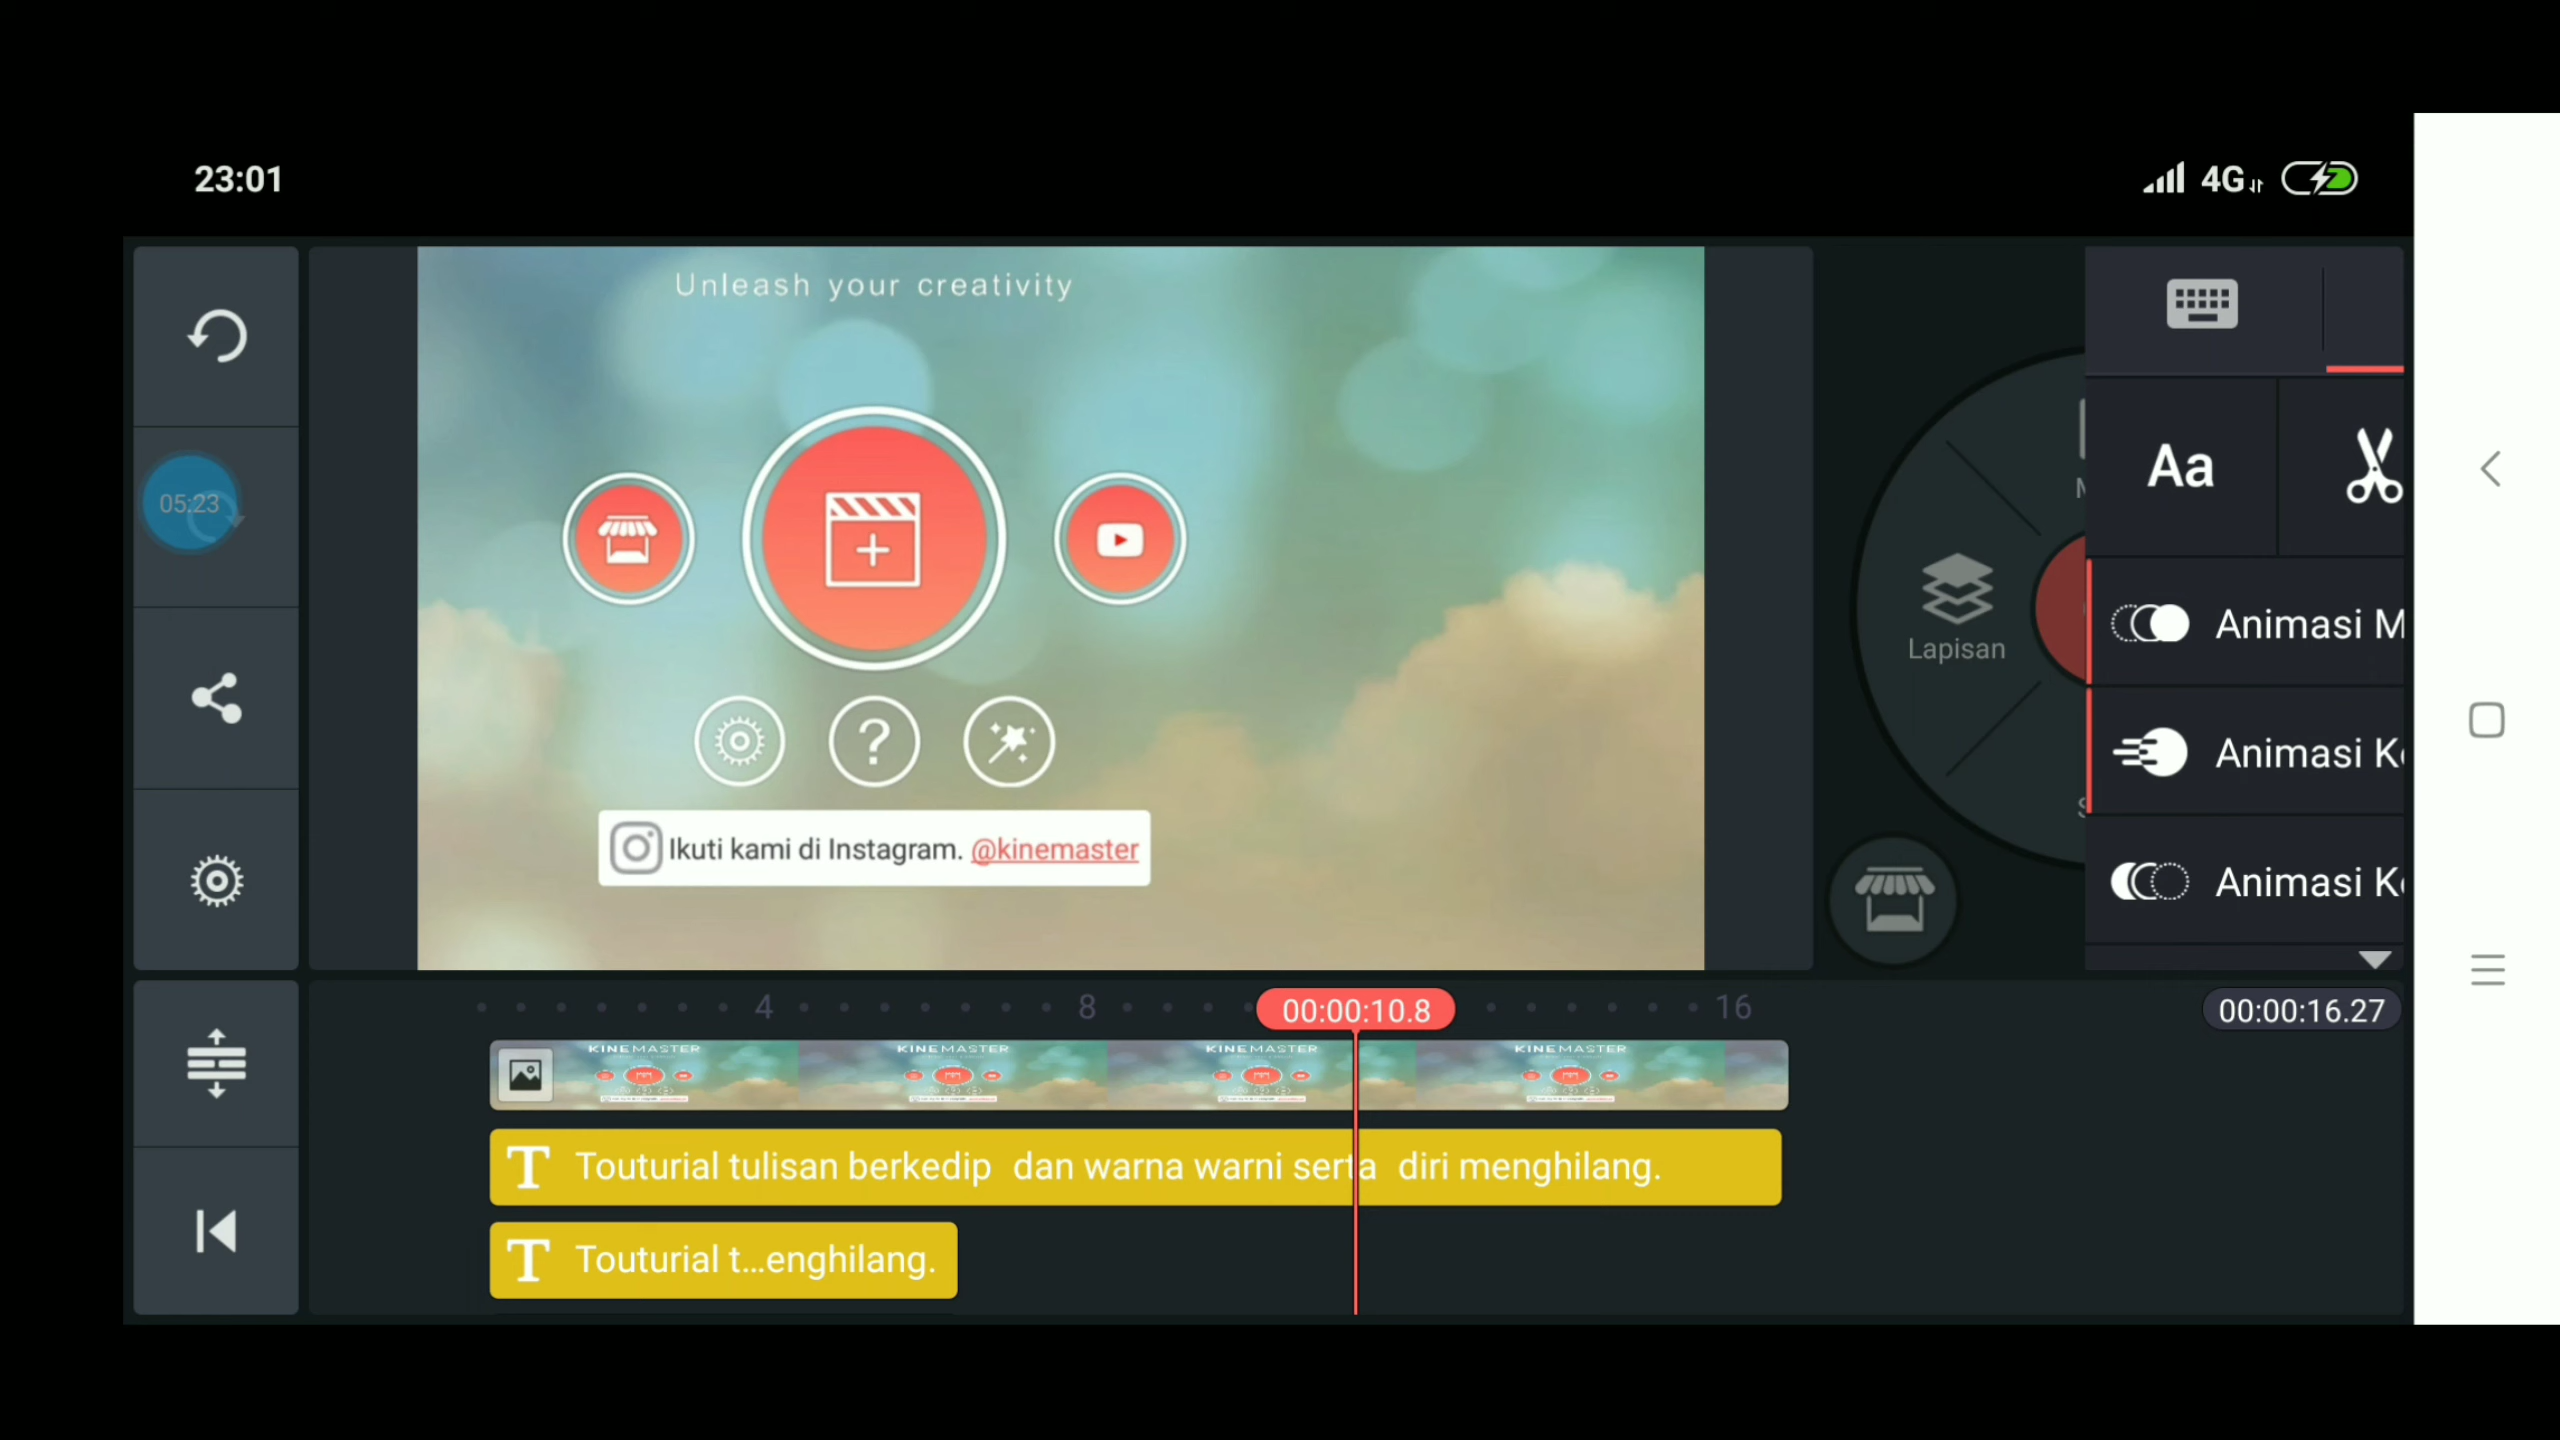 23:01
4G
Unleash your creativity
05:23
Aa
Lapisan
Animasi M
Animasi K
Animasi K
Ikuti kami di Instagram. @kinemaster
4
8
00:00:10.8
16
00:00:16.27
KINEMASTER KINEMASTER KINEMASTER KINEMASTER
T Touturial tulisan berkedip dan warna warni serta diri menghilang.
T Touturial t...enghilang.